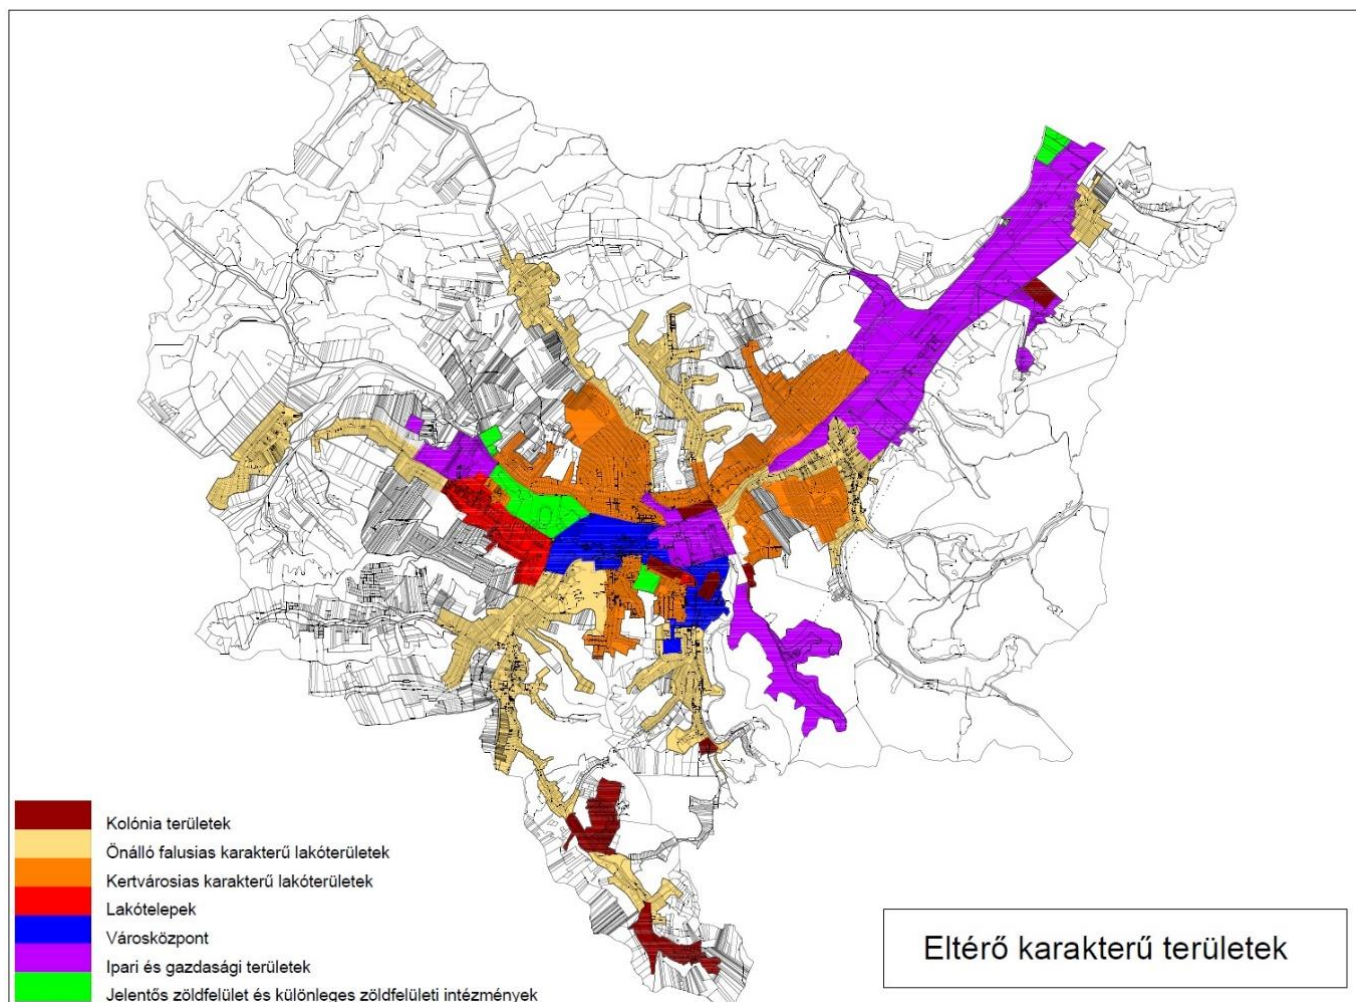 Kolónia területek
Önálló falusias karakterű lakóterületek
Kertvárosias karakterű lakóterületek
Lakótelepek
Városközpont
Ipari és gazdasági területek
Jelentős zöldfelület és különleges zöldfelületi intézmények
Eltérő karakterű területek